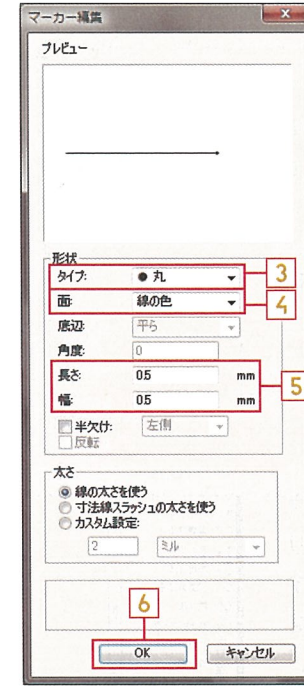 マーカー編集
プレビュー
形状
タイプ: ● 丸 3
面: 線の色 4
底辺: 平ら
角度: 0
長さ: 0.5 mm
幅: 0.5 mm 5
半欠け: 左側
反転
太さ
線の太さを使う
寸法線スラッシュの太さを使う
カスタム設定:
2 ミル
6
OK キャンセル